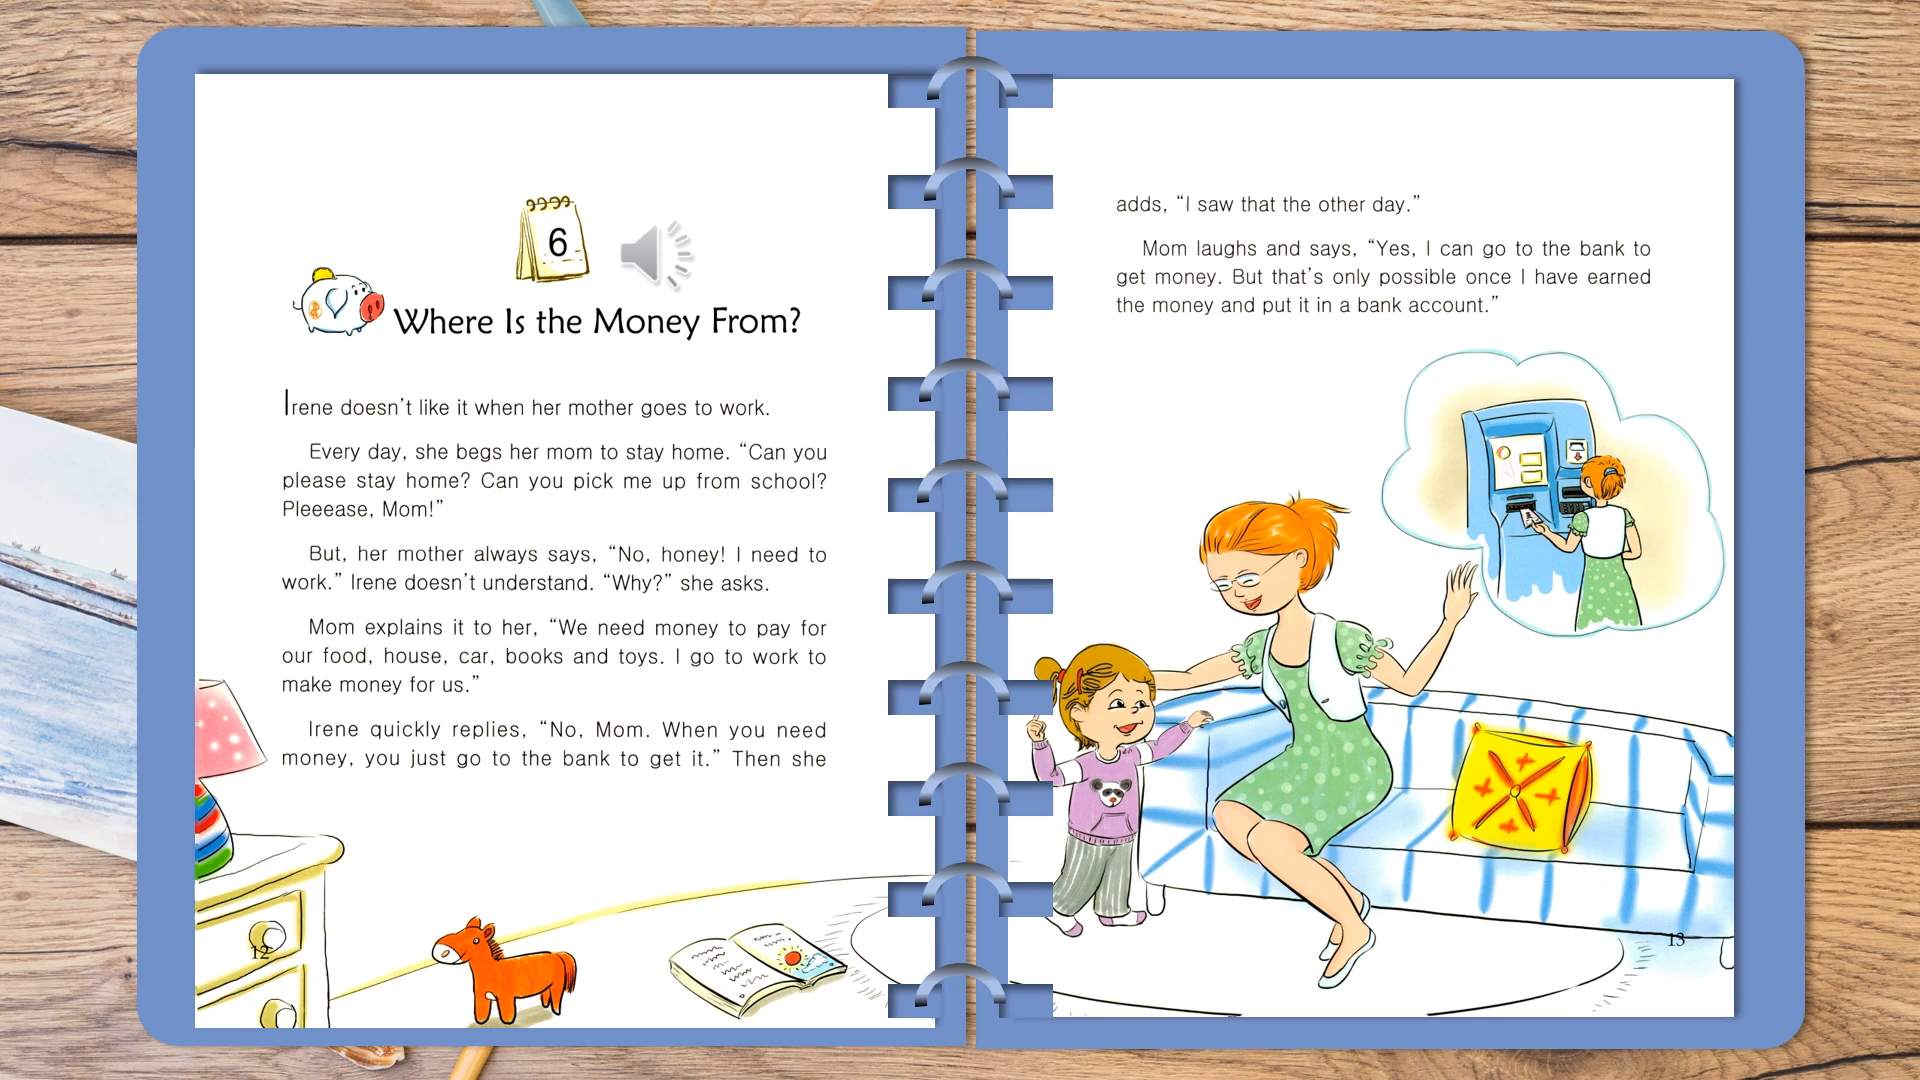 6
Where Is the Money From?
Irene doesn't like it when her mother goes to work.
Every day, she begs her mom to stay home. “Can you
please stay home? Can you pick me up from school?
Pleeease, Mom!”
But, her mother always says, “No, honey! I need to
work.” Irene doesn't understand. “Why?” she asks.
Mom explains it to her, “We need money to pay for
our food, house, car, books and toys. I go to work to
make money for us.”
Irene quickly replies, “No, Mom. When you need
money, you just go to the bank to get it.” Then she
12
adds, “I saw that the other day.”
Mom laughs and says, “Yes, I can go to the bank to
get money. But that's only possible once I have earned
the money and put it in a bank account.”
13